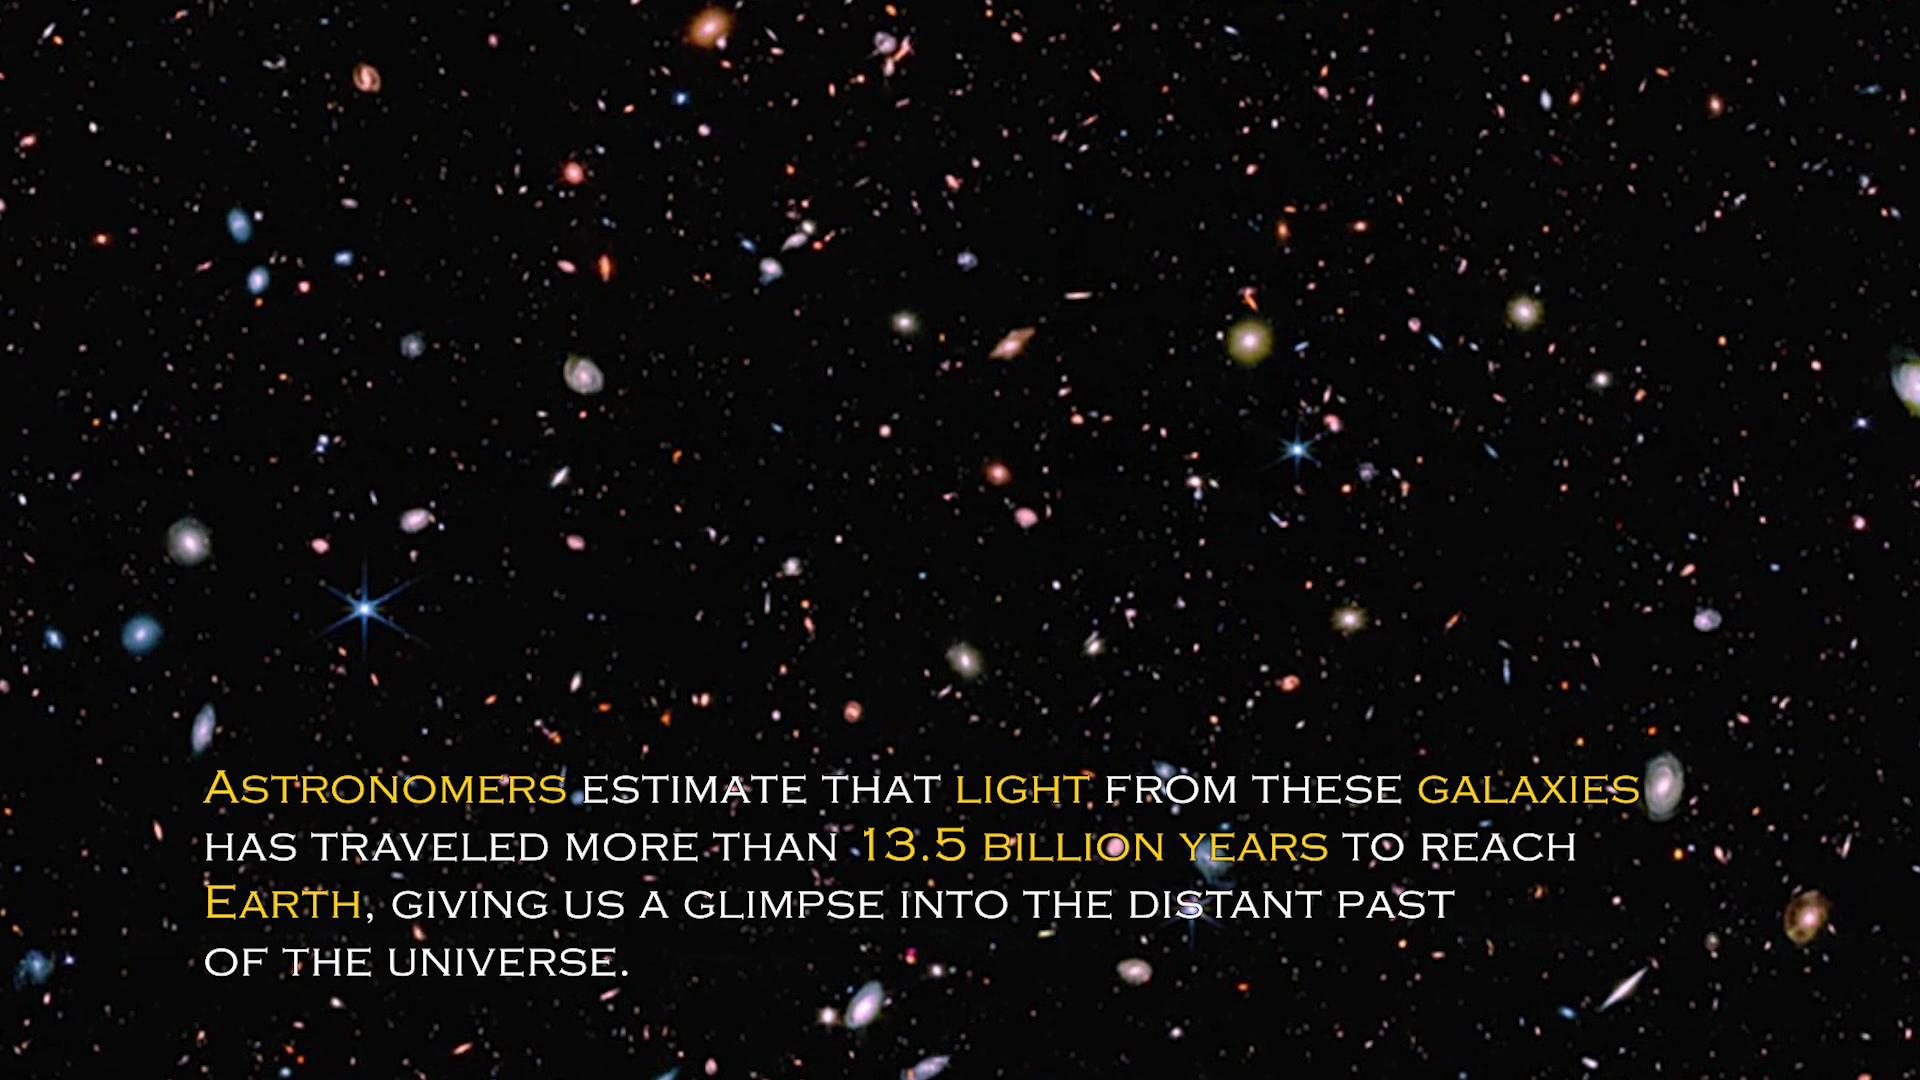 Astronomers estimate that light from these galaxies
has traveled more than 13.5 billion years to reach
Earth, giving us a glimpse into the distant past
of the universe.